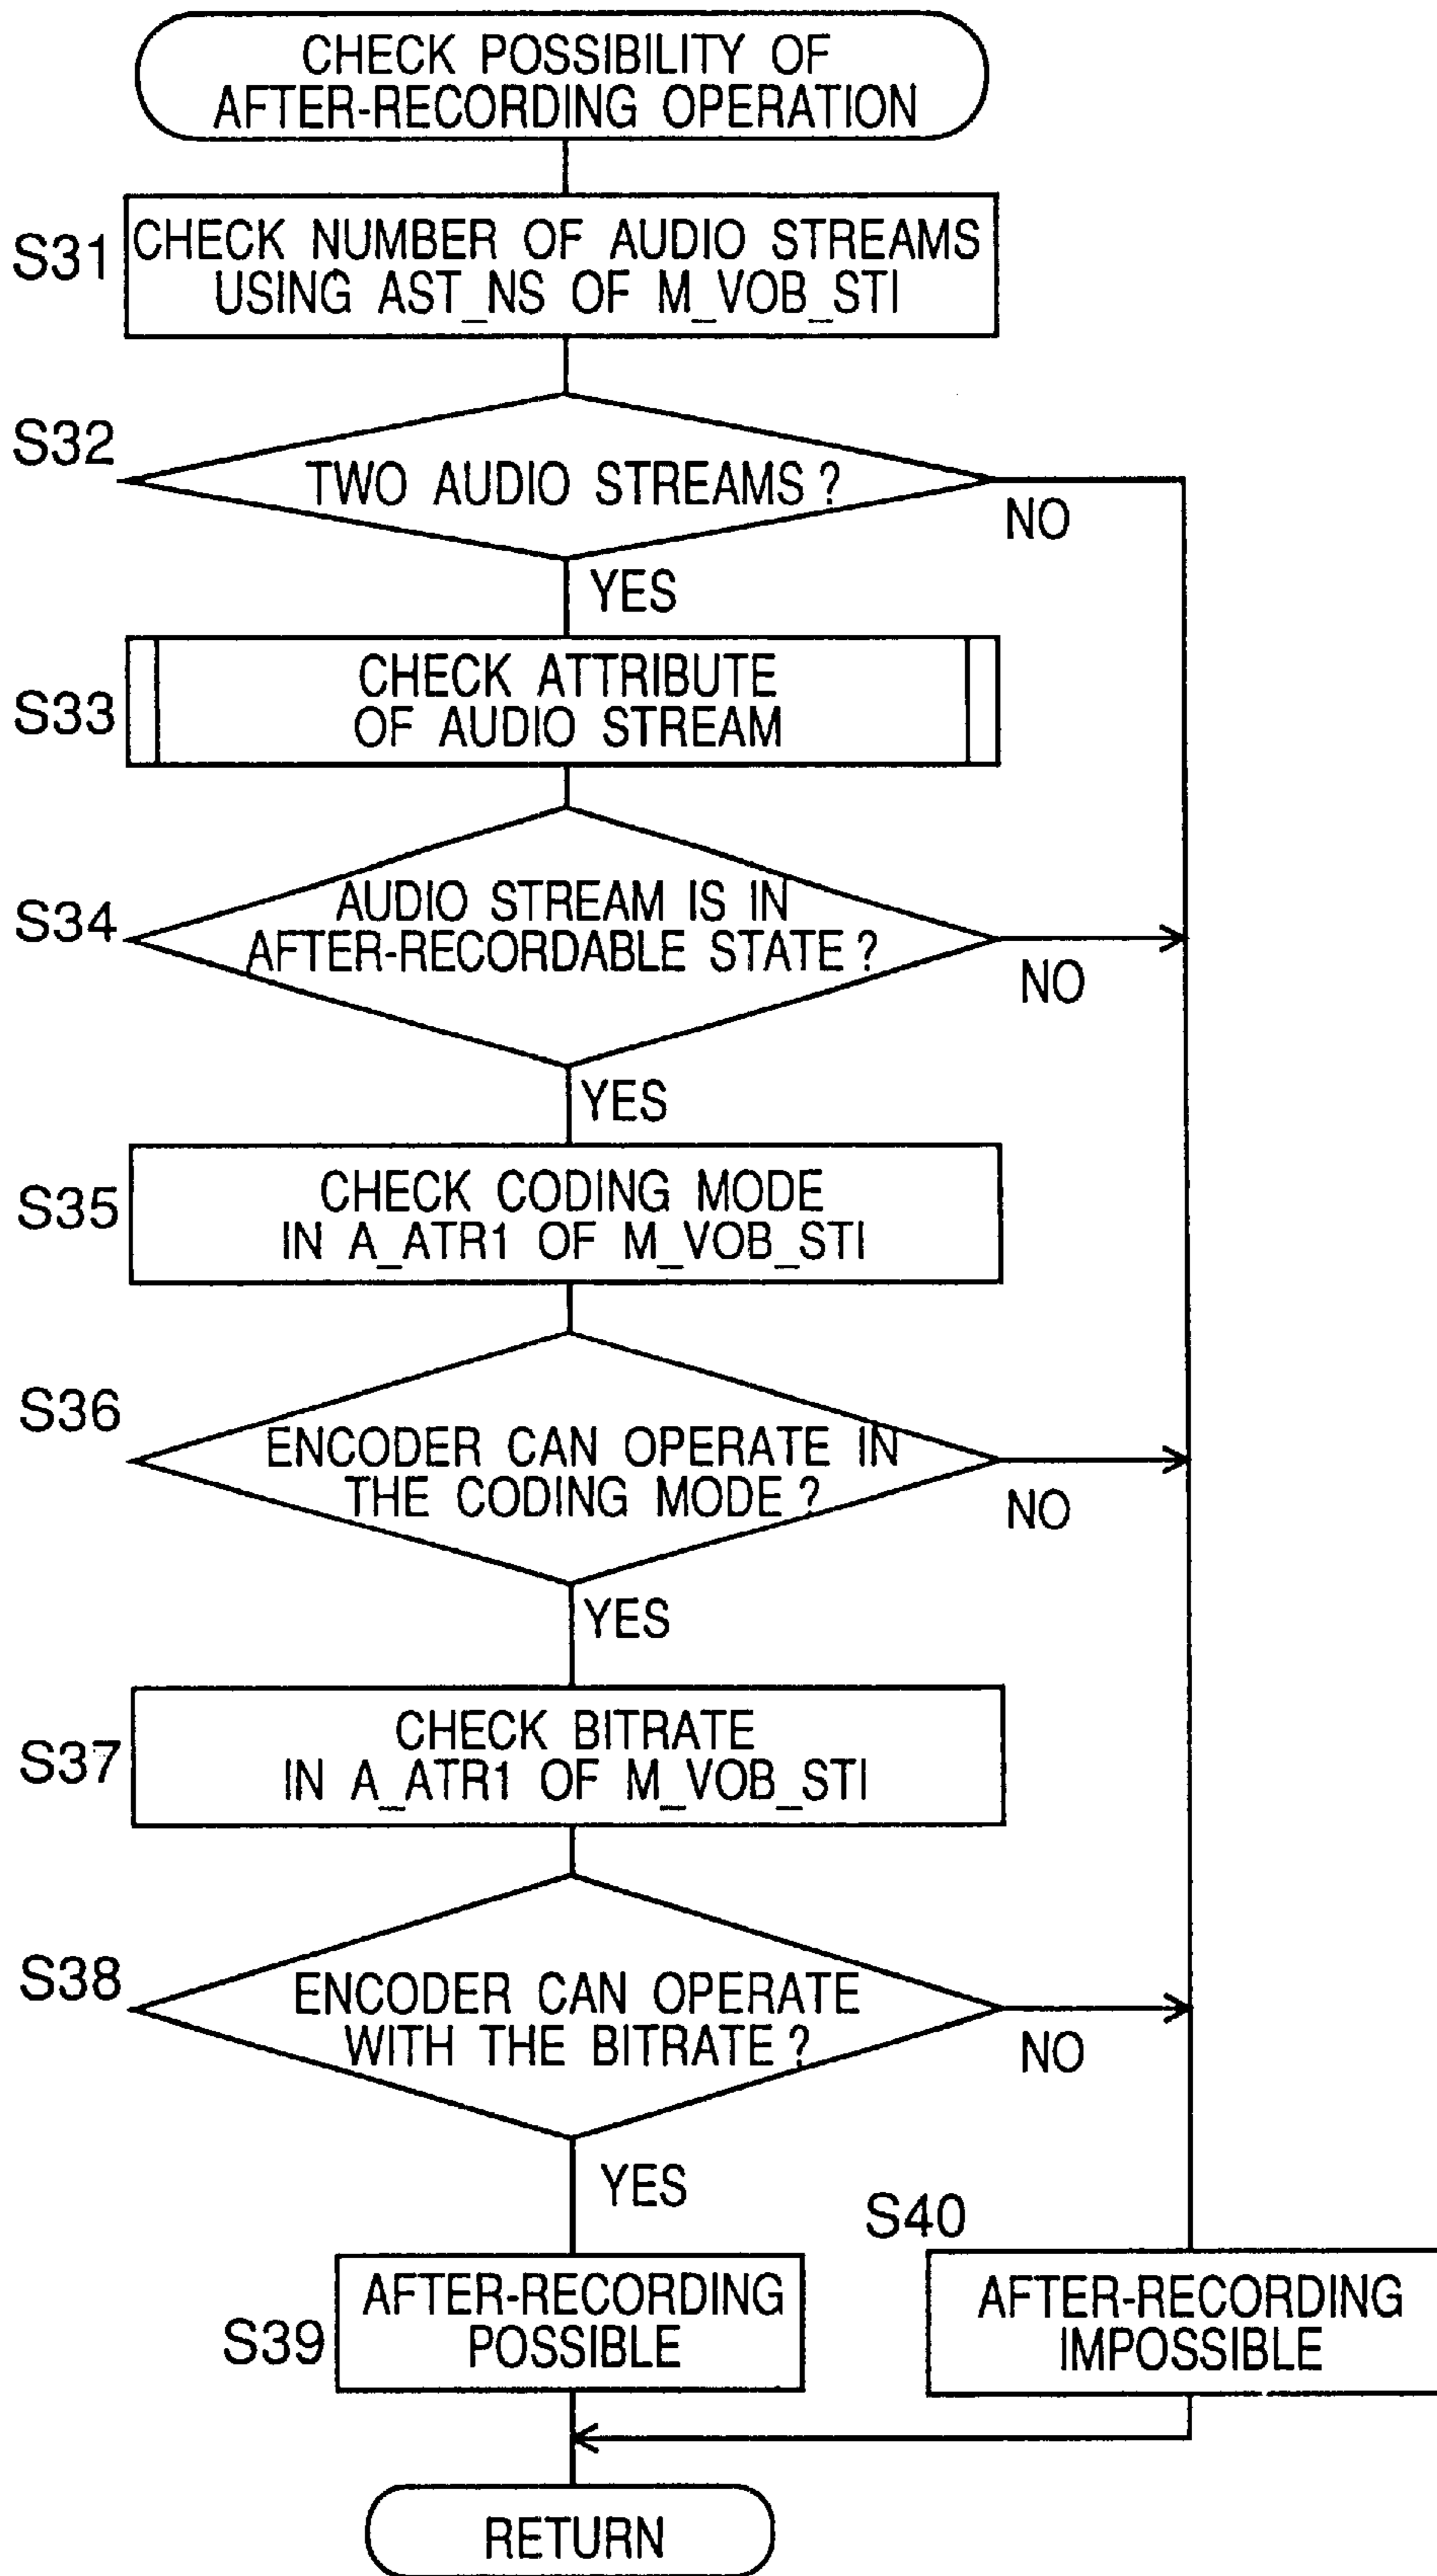 CHECK POSSIBILITY OF
AFTER-RECORDING OPERATION
S31
CHECK NUMBER OF AUDIO STREAMS
USING AST_NS OF M_VOB_STI
S32
TWO AUDIO STREAMS?
NO
YES
S33
CHECK ATTRIBUTE
OF AUDIO STREAM
S34
AUDIO STREAM IS IN
AFTER-RECORDABLE STATE?
NO
YES
S35
CHECK CODING MODE
IN A_ATR1 OF M_VOB_STI
S36
ENCODER CAN OPERATE IN
THE CODING MODE?
NO
YES
S37
CHECK BITRATE
IN A_ATR1 OF M_VOB_STI
S38
ENCODER CAN OPERATE
WITH THE BITRATE?
NO
YES
S39
AFTER-RECORDING
POSSIBLE
S40
AFTER-RECORDING
IMPOSSIBLE
RETURN